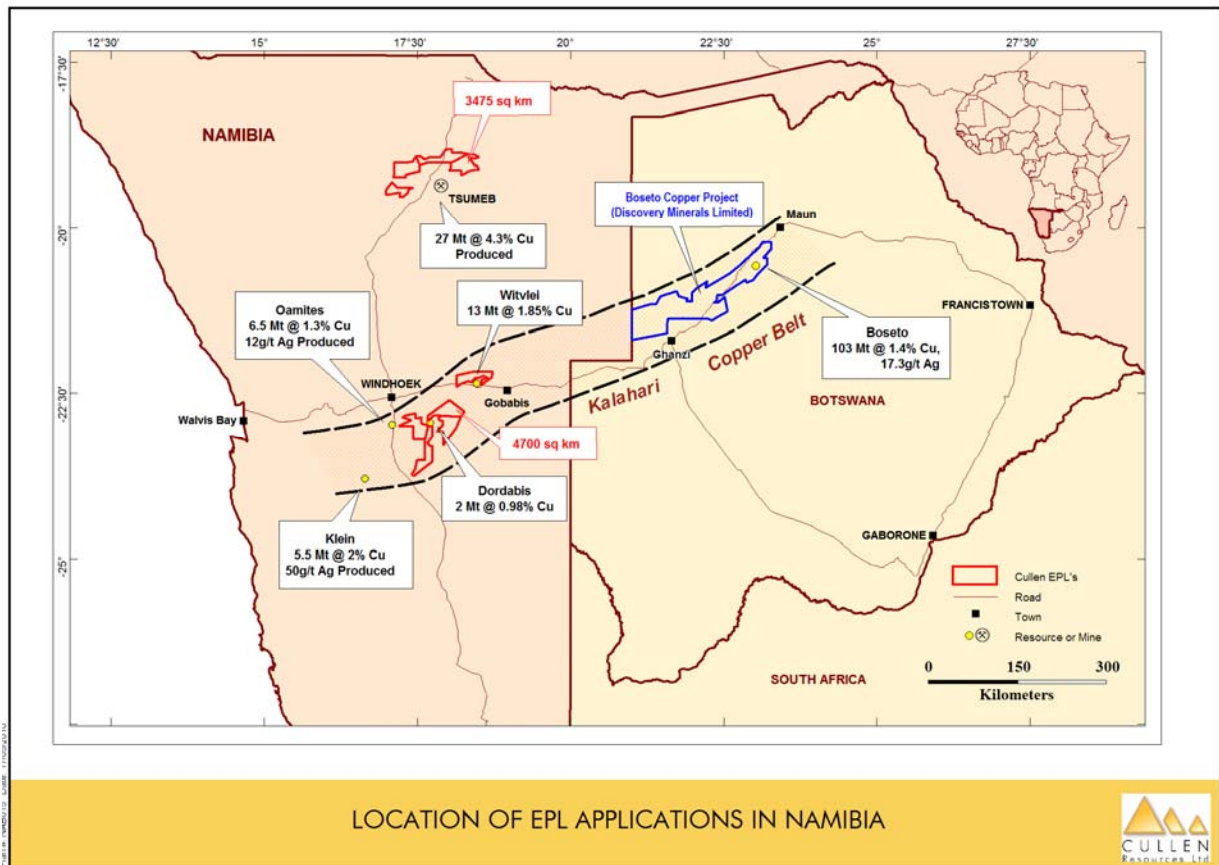 12°30'
15°
17°30'
20°
22°30'
25°
27°30'
-17°30'
-20°
-22°30'
-25°
3475 sq km
NAMIBIA
TSUMEB
27 Mt @ 4.3% Cu
Produced
Boseto Copper Project
(Discovery Minerals Limited)
Maun
Oamites
6.5 Mt @ 1.3% Cu
12g/t Ag Produced
Witvlei
13 Mt @ 1.85% Cu
FRANCISTOWN
Boseto
103 Mt @ 1.4% Cu,
17.3g/t Ag
Ghanzi
Kalahari Copper Belt
WINDHOEK
Gobabis
BOTSWANA
Walvis Bay
4700 sq km
Dordabis
2 Mt @ 0.98% Cu
Klein
5.5 Mt @ 2% Cu
50g/t Ag Produced
GABORONE
Cullen EPL's
Road
Town
Resource or Mine
0 150 300
Kilometers
SOUTH AFRICA
LOCATION OF EPL APPLICATIONS IN NAMIBIA
CULLEN
Resources Ltd